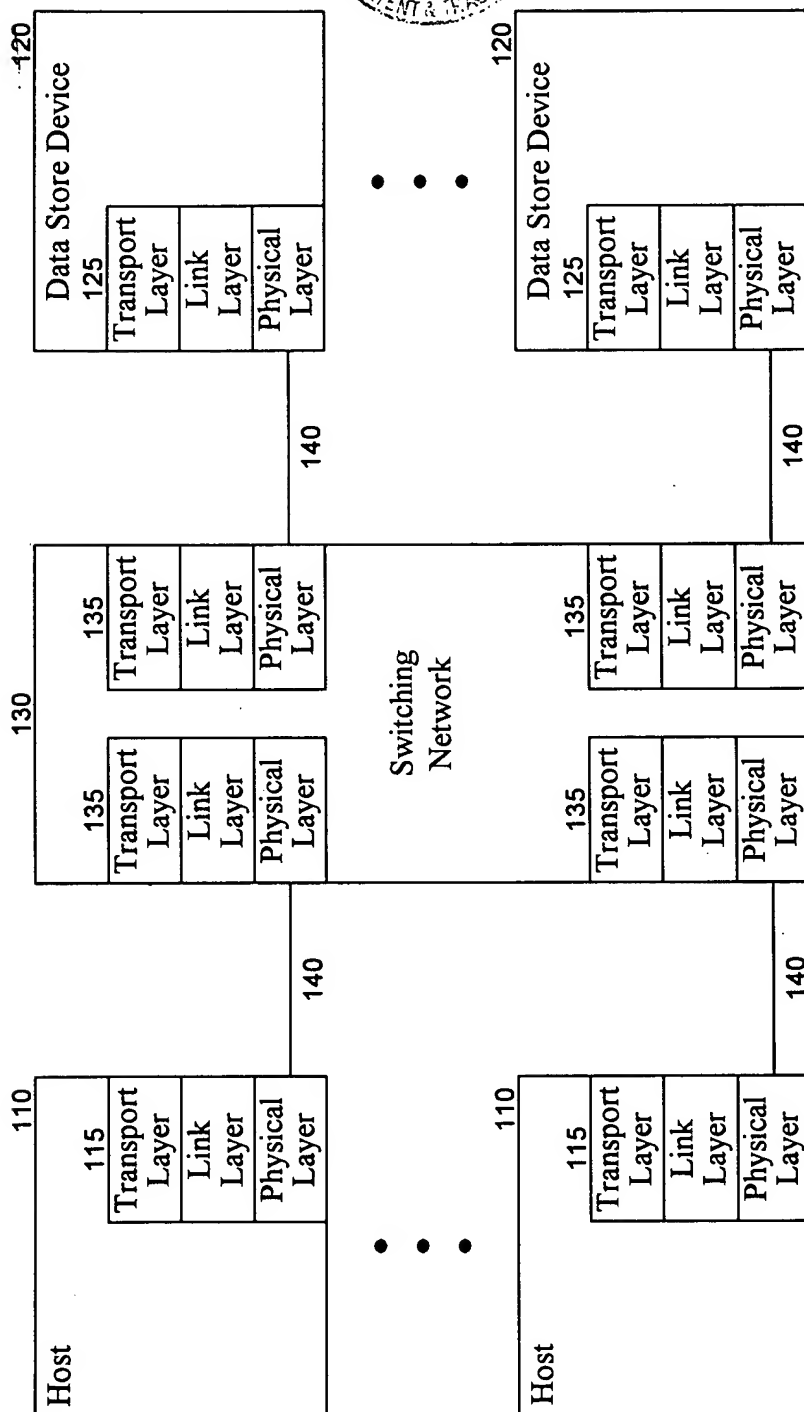 130
110
120
Host
Data Store Device
115
135
135
125
Transport
Layer
Link
Layer
Physical
Layer
Transport
Layer
Link
Layer
Physical
Layer
Transport
Layer
Link
Layer
Physical
Layer
Transport
Layer
Link
Layer
Physical
Layer
140
140
Switching
Network
110
120
Host
Data Store Device
115
135
135
125
Transport
Layer
Link
Layer
Physical
Layer
Transport
Layer
Link
Layer
Physical
Layer
Transport
Layer
Link
Layer
Physical
Layer
Transport
Layer
Link
Layer
Physical
Layer
140
140